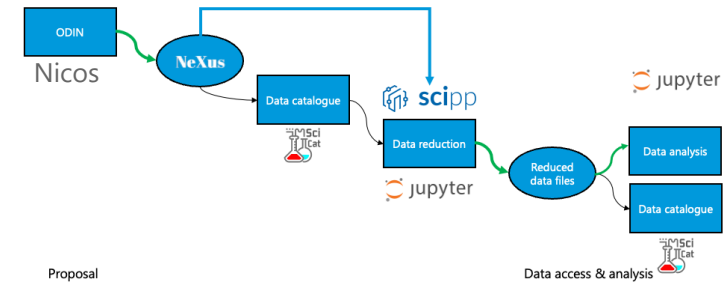 ODIN
Nicos
NeXus
Data catalogue
SciCat
scipp
Data reduction
jupyter
Reduced
data files
jupyter
Data analysis
Data catalogue
SciCat
Proposal
Data access & analysis